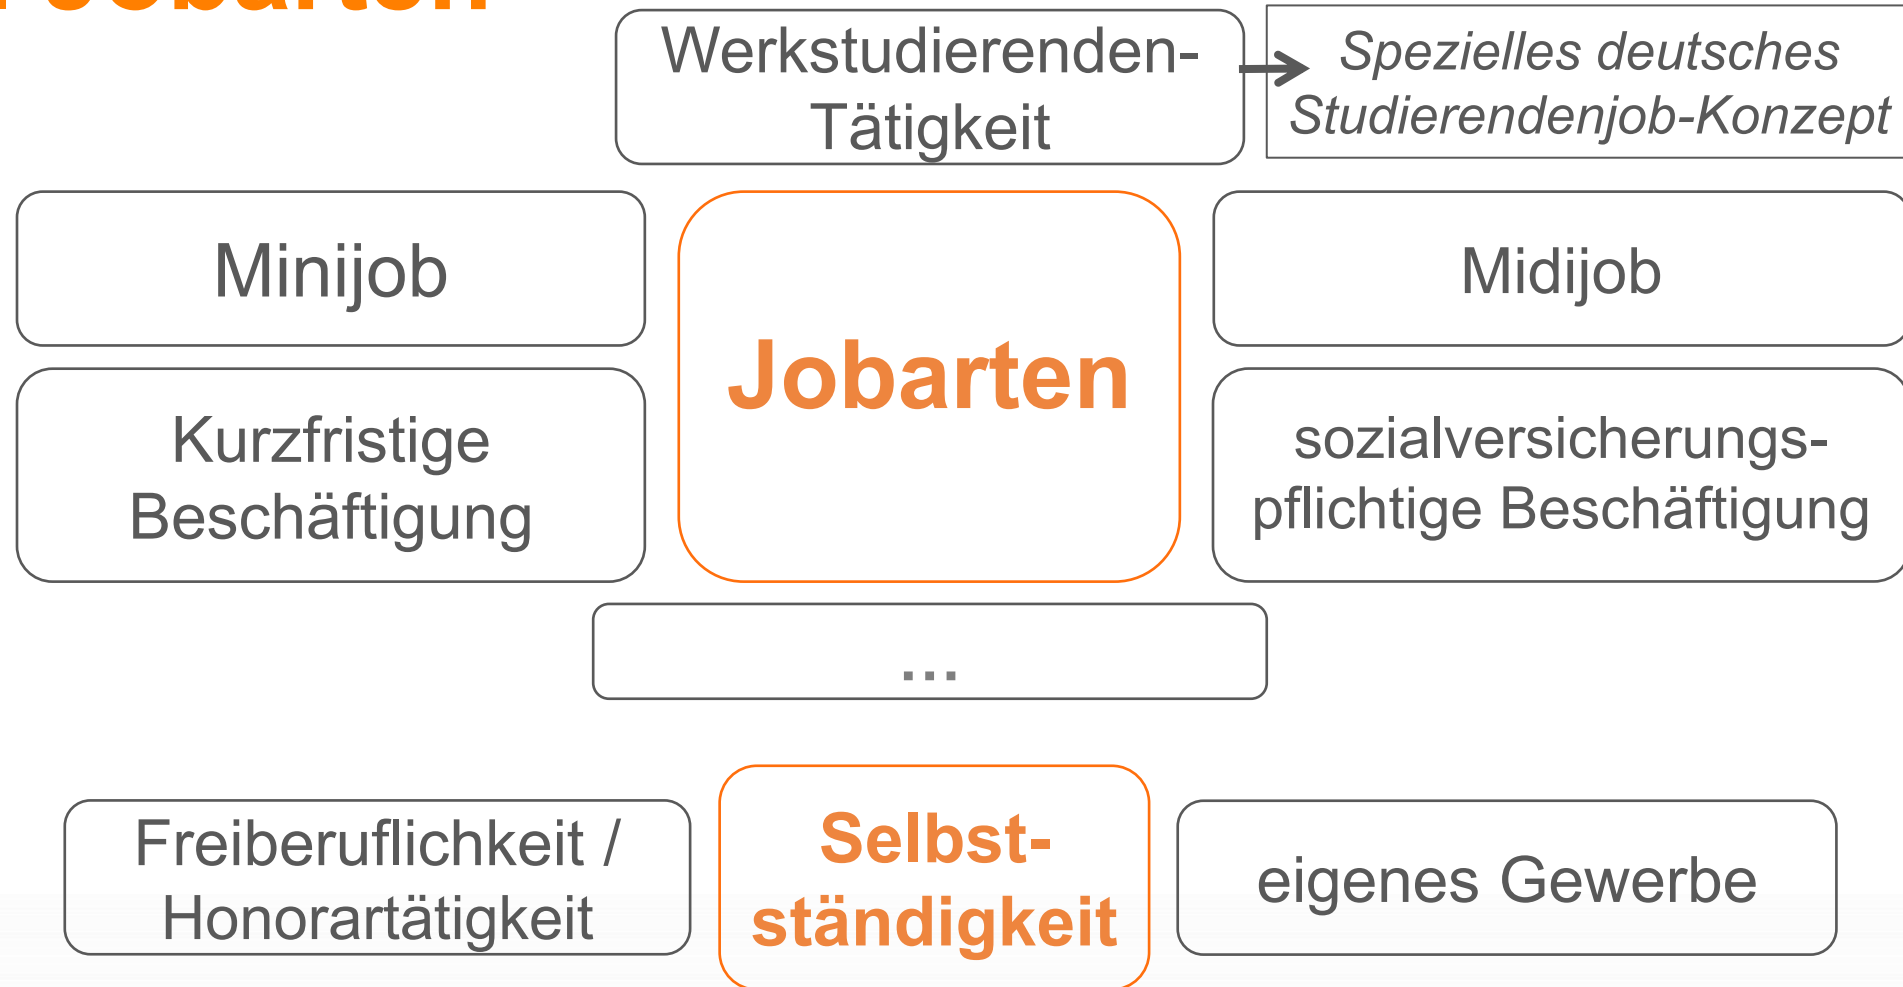 Jobarten
Werkstudierenden-
Tätigkeit
Spezielles deutsches
Studierendenjob-Konzept
Minijob
Jobarten
Midijob
Kurzfristige
Beschäftigung
sozialversicherungs-
pflichtige Beschäftigung
...
Freiberuflichkeit /
Honorartätigkeit
Selbst-
ständigkeit
eigenes Gewerbe